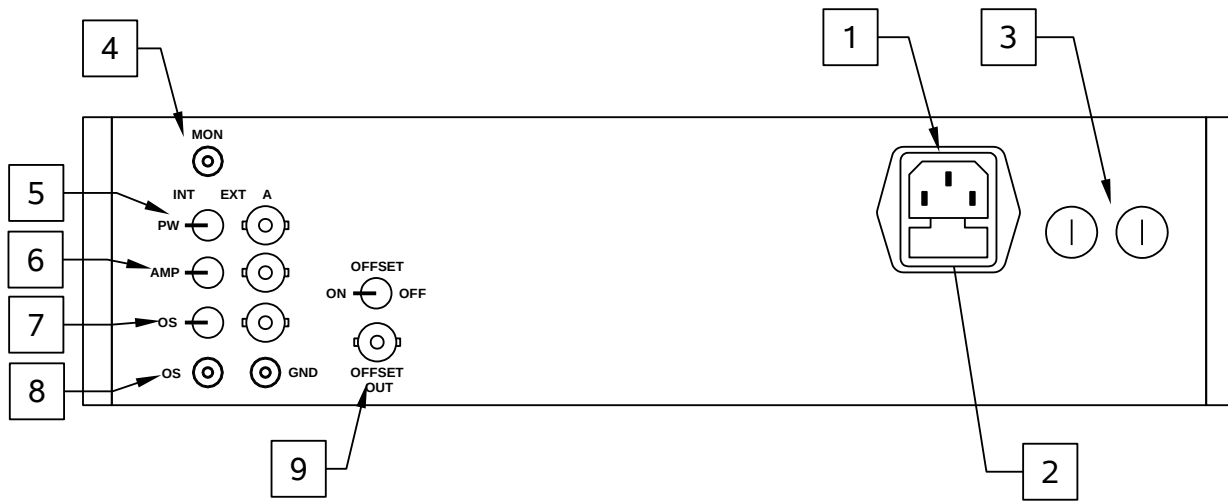 4
1
3
MON
5
INT EXT A
PW
6
AMP
OFFSET
ON OFF
7
OS
8
OS GND
OFFSET
OUT
9
2